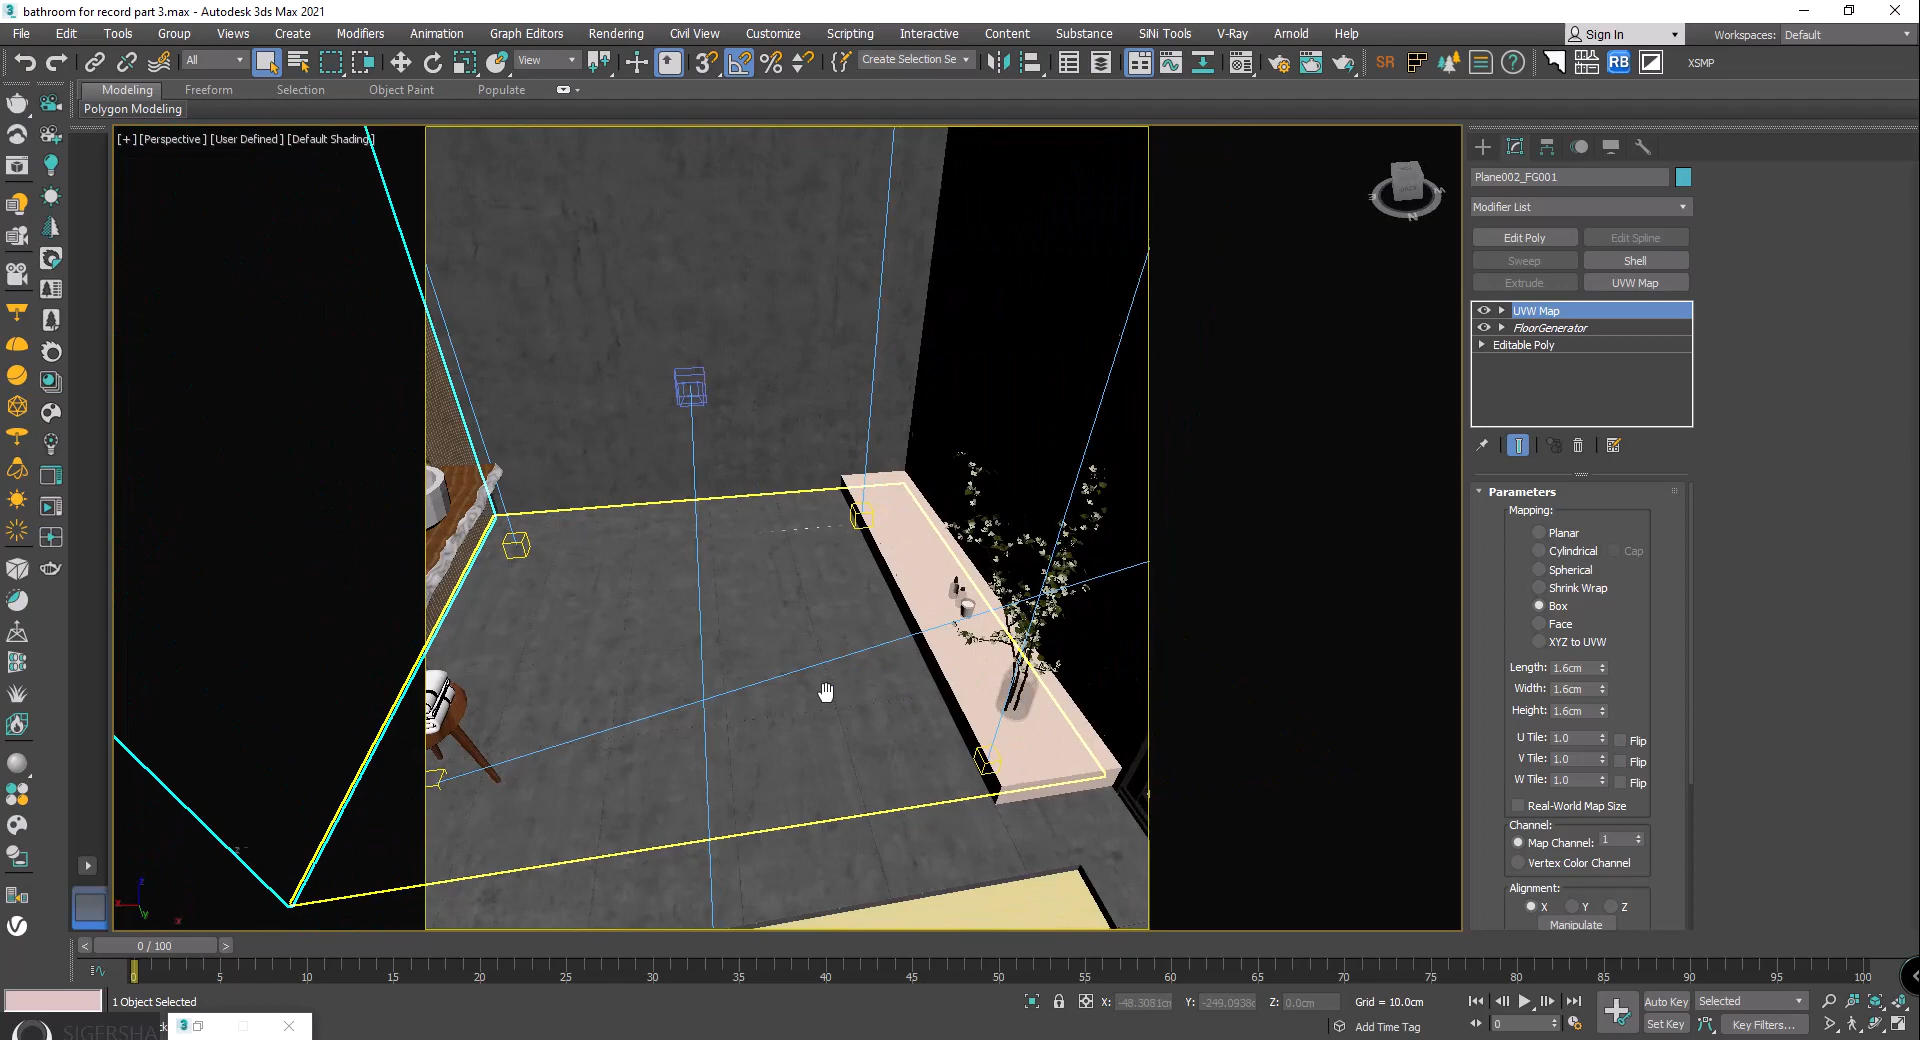 bathroom for record part 3.max - Autodesk 3ds Max 2021
File Edit Tools Group Views Create Modifiers Animation Graph Editors Rendering Civil View Customize Scripting Interactive Content Substance SiNi Tools V-Ray Arnold Help Sign In Workspaces: Default
All View Create Selection Se SR RB XSMP
Modeling Freeform Selection Object Paint Populate
Polygon Modeling
[+] [Perspective ] [User Defined ] [Default Shading ]
Plane002_FG001
Modifier List
Edit Poly Edit Spline
Sweep Shell
Extrude UVW Map
UVW Map
FloorGenerator
Editable Poly
Parameters
Mapping:
Planar
Cylindrical Cap
Spherical
Shrink Wrap
Box
Face
XYZ to UVW
Length: 1.6cm
Width: 1.6cm
Height: 1.6cm
U Tile: 1.0 Flip
V Tile: 1.0 Flip
W Tile: 1.0 Flip
Real-World Map Size
Channel:
Map Channel: 1
Vertex Color Channel
Alignment:
X Y Z
Manipulate
< 0 / 100 >
0 5 10 15 20 25 30 35 40 45 50 55 60 65 70 75 80 85 90 95 100
1 Object Selected X: -48.3081cm Y: -249.0938c Z: 0.0cm Grid = 10.0cm Auto Key Selected
SIGERSHA Add Time Tag 0 Set Key Key Filters...